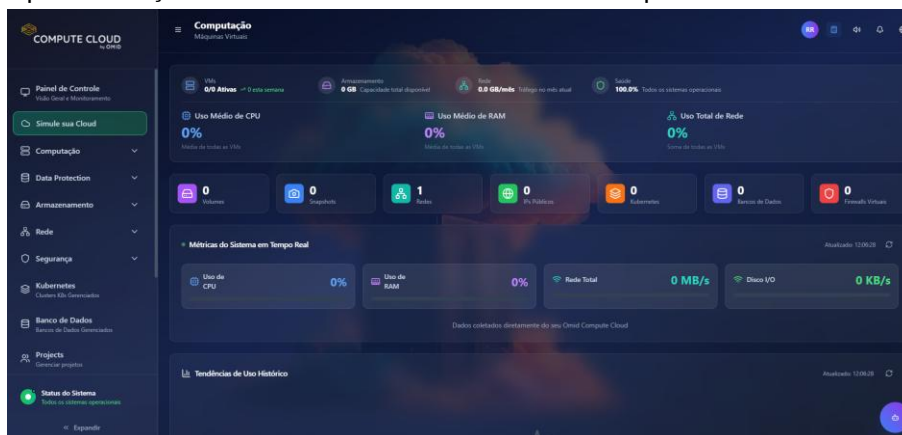 COMPUTE CLOUD
by OMID
Computação
Máquinas Virtuais
RR
Painel de Controle
Visão Geral e Monitoramento
Simule sua Cloud
Computação
Data Protection
Armazenamento
Rede
Segurança
Kubernetes
Clusters K8s Gerenciados
Banco de Dados
Bancos de Dados Gerenciados
Projects
Gerenciar projetos
Status do Sistema
Todos os sistemas operacionais
Expandir
VMs
0/0 Ativas 0 esta semana
Armazenamento
0 GB Capacidade total disponível
Rede
0.0 GB/mês Tráfego no mês atual
Saúde
100.0% Todos os sistemas operacionais
Uso Médio de CPU
0%
Média de todas as VMs
Uso Médio de RAM
0%
Média de todas as VMs
Uso Total de Rede
0%
Soma de todas as VMs
0
Volumes
0
Snapshots
1
Redes
0
IPs Públicos
0
Kubernetes
0
Bancos de Dados
0
Firewalls Virtuais
Métricas do Sistema em Tempo Real
Atualizado: 12:06:28
Uso de
CPU
0%
Uso de
RAM
0%
Rede Total
0 MB/s
Disco I/O
0 KB/s
Dados coletados diretamente do seu Omid Compute Cloud
Tendências de Uso Histórico
Atualizado: 12:06:28